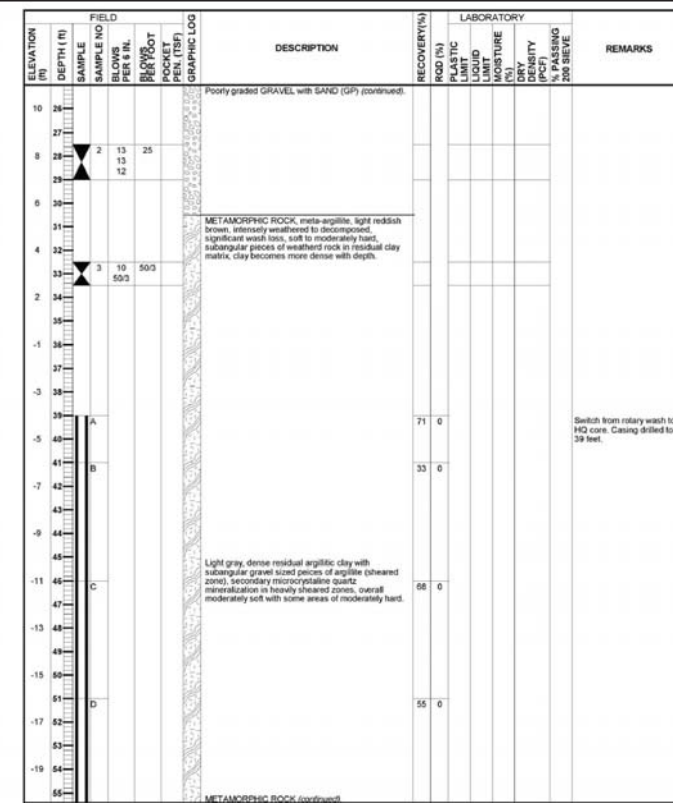 FIELD
LABORATORY
ELEVATION (ft)
DEPTH (ft)
SAMPLE
SAMPLE NO
BLOWS PER 6 IN.
BLOWS PER FOOT
POCKET PEN. (TSF)
GRAPHIC LOG
DESCRIPTION
RECOVERY(%)
RQD (%)
PLASTIC LIMIT
LIQUID LIMIT
MOISTURE (%)
DRY DENSITY (PCF)
% PASSING 200 SIEVE
REMARKS
Poorly graded GRAVEL with SAND (GP) (continued).
10 26
8 28 2 13 25
13
12
29
6 30
METAMORPHIC ROCK, meta-argillite, light reddish
brown, intensely weathered to decomposed,
significant wash loss, soft to moderately hard,
subangular pieces of weatherd rock in residual clay
matrix, clay becomes more dense with depth.
31
4 32
33 3 10 50/3
50/3
2 34
35
-1 36
37
-3 38
39 A 71 0 Switch from rotary wash to
HQ core. Casing drilled to
39 feet.
-5 40
41 B 33 0
-7 42
43
-9 44
45
Light gray, dense residual argillitic clay with
subangular gravel sized peices of argillite (sheared
zone), secondary microcrystaline quartz
mineralization in heavily sheared zones, overall
moderately soft with some areas of moderately hard.
-11 46 C 68 0
47
-13 48
49
-15 50
51 D 55 0
-17 52
53
-19 54
55
METAMORPHIC ROCK (continued).